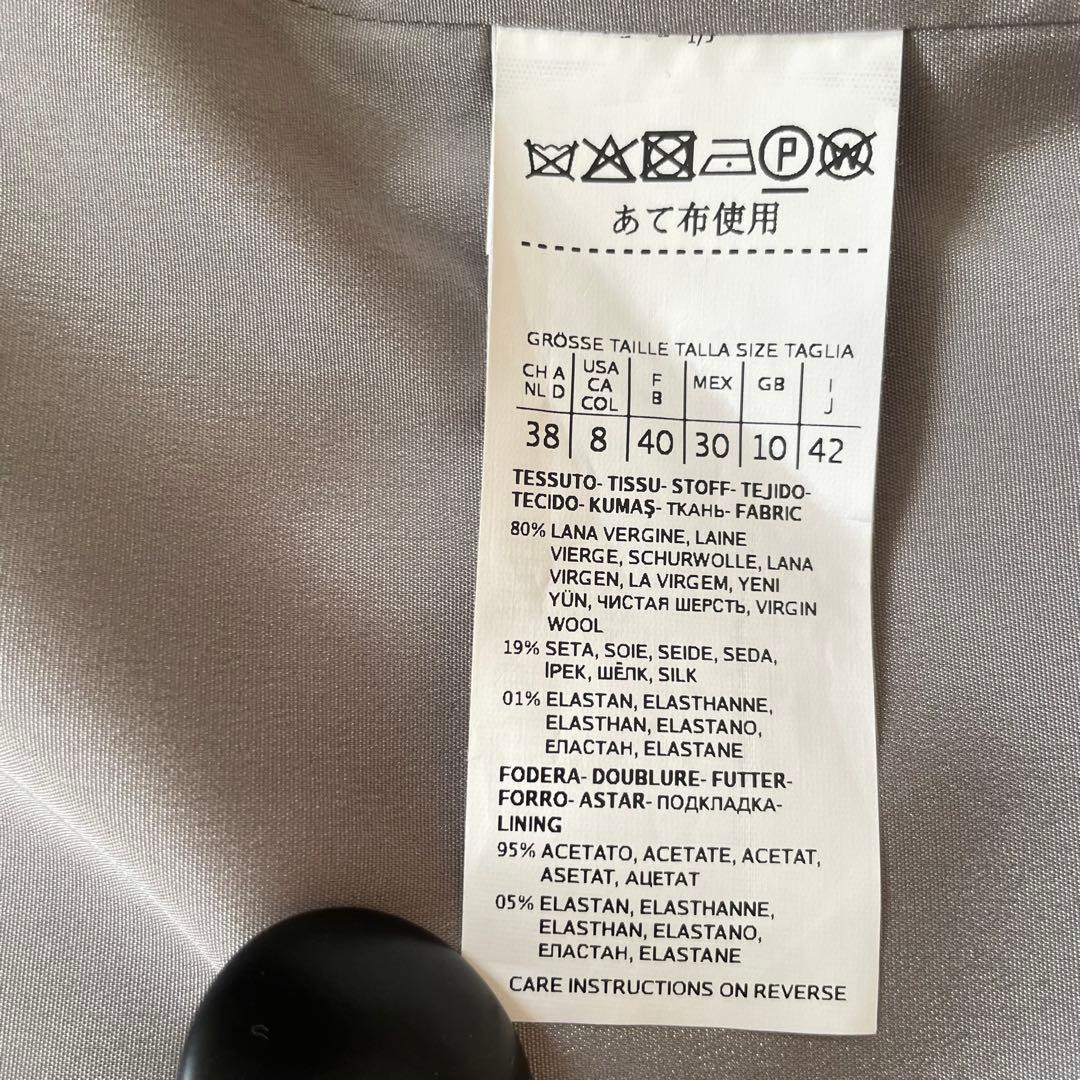 P W
あて布使用
GRÖSSE TAILLE TALLA SIZE TAGLIA
CH A NL D | USA CA COL | F B | MEX | GB | I J
38 | 8 | 40 | 30 | 10 | 42
TESSUTO- TISSU- STOFF- TEJIDO-
TECIDO- KUMAŞ- ТКАНЬ- FABRIC
80% LANA VERGINE, LAINE
VIERGE, SCHURWOLLE, LANA
VIRGEN, LA VIRGEM, YENI
YÜN, ЧИСТАЯ ШЕРСТЬ, VIRGIN
WOOL
19% SETA, SOIE, SEIDE, SEDA,
İPEK, ШЁЛК, SILK
01% ELASTAN, ELASTHANNE,
ELASTHAN, ELASTANO,
ЕЛАСТАН, ELASTANE
FODERA- DOUBLURE- FUTTER-
FORRO- ASTAR- ПОДКЛАДКА-
LINING
95% ACETATO, ACETATE, ACETAT,
ASETAT, АЦЕТАТ
05% ELASTAN, ELASTHANNE,
ELASTHAN, ELASTANO,
ЕЛАСТАН, ELASTANE
CARE INSTRUCTIONS ON REVERSE